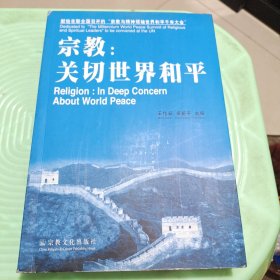 献给在联合国召开的“宗教与精神领袖世界和平千年大会”
Dedicated to "The Millennium World Peace Summit of Religious
and Spiritual Leaders" to be convened at the UN
宗教:
关切世界和平
Religion : In Deep Concern
About World Peace
主编
宗教文化出版社